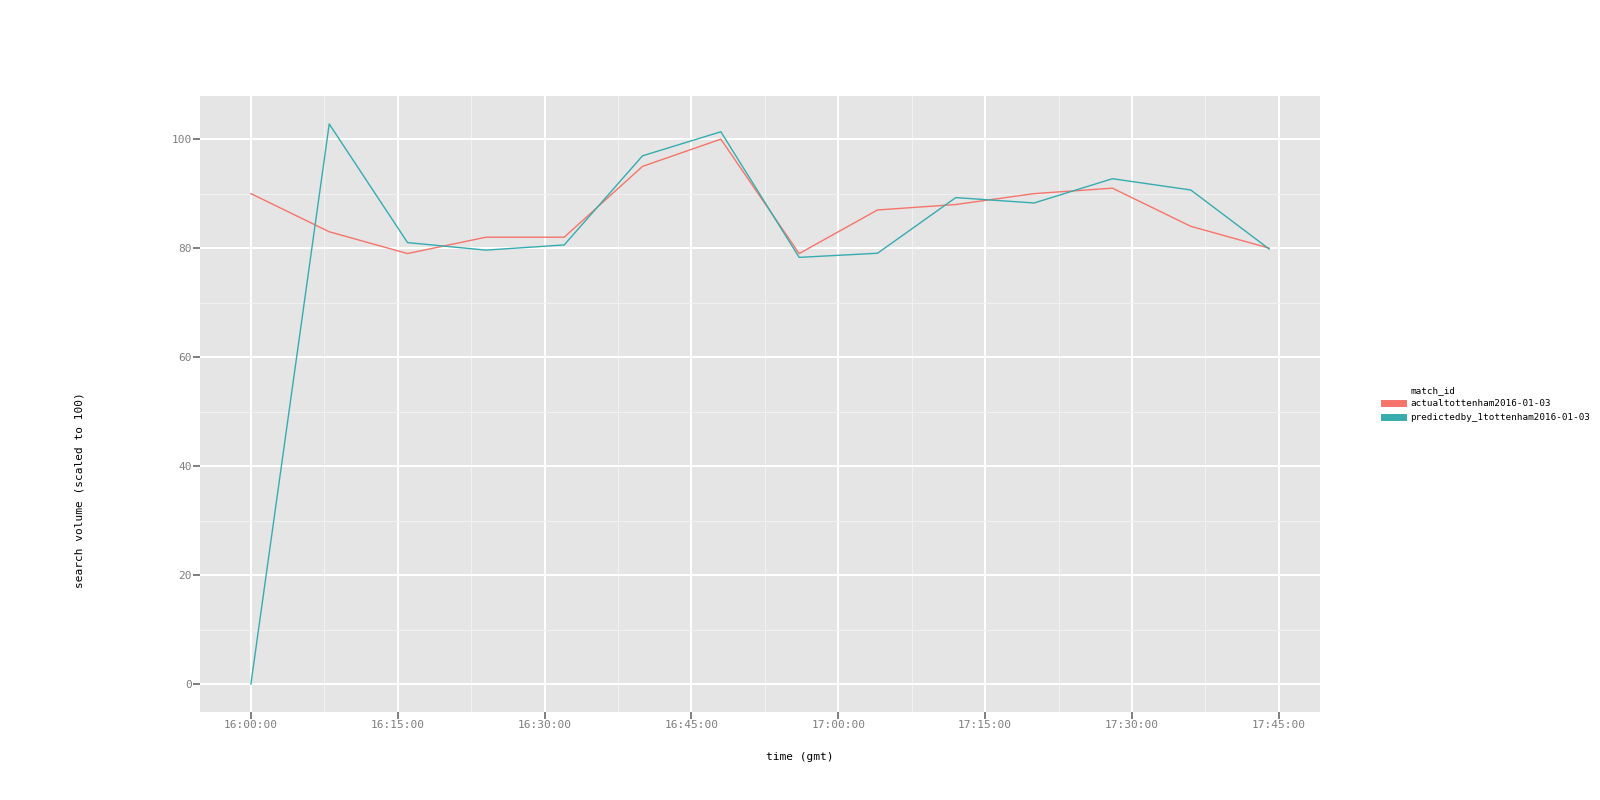 100
80
60
40
20
0
search volume (scaled to 100)
16:00:00 16:15:00 16:30:00 16:45:00 17:00:00 17:15:00 17:30:00 17:45:00
time (gmt)
match_id
actualtottenham2016-01-03
predictedby_1tottenham2016-01-03